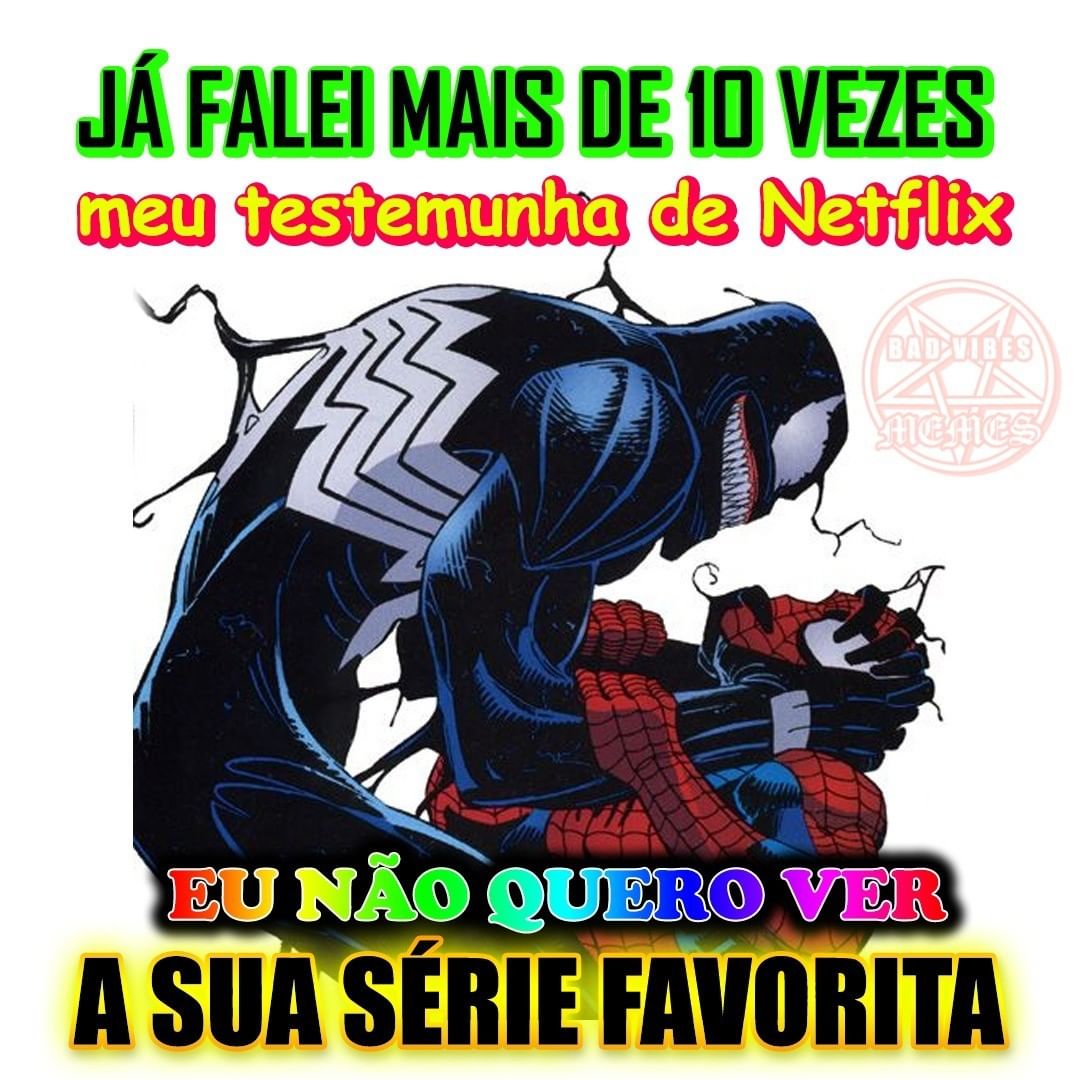 JÁ FALEI MAIS DE 10 VEZES
meu testemunha de Netflix
BAD VIBES
MEMES
EU NÃO QUERO VER
A SUA SÉRIE FAVORITA